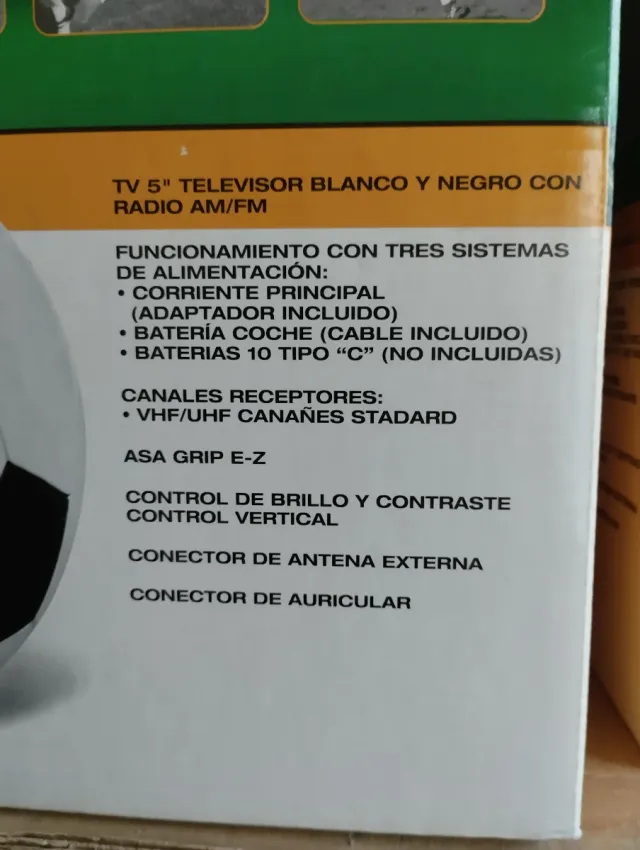 TV 5" TELEVISOR BLANCO Y NEGRO CON
RADIO AM/FM
FUNCIONAMIENTO CON TRES SISTEMAS
DE ALIMENTACIÓN:
• CORRIENTE PRINCIPAL
(ADAPTADOR INCLUIDO)
• BATERÍA COCHE (CABLE INCLUIDO)
• BATERIAS 10 TIPO “C” (NO INCLUIDAS)
CANALES RECEPTORES:
• VHF/UHF CANAÑES STADARD
ASA GRIP E-Z
CONTROL DE BRILLO Y CONTRASTE
CONTROL VERTICAL
CONECTOR DE ANTENA EXTERNA
CONECTOR DE AURICULAR